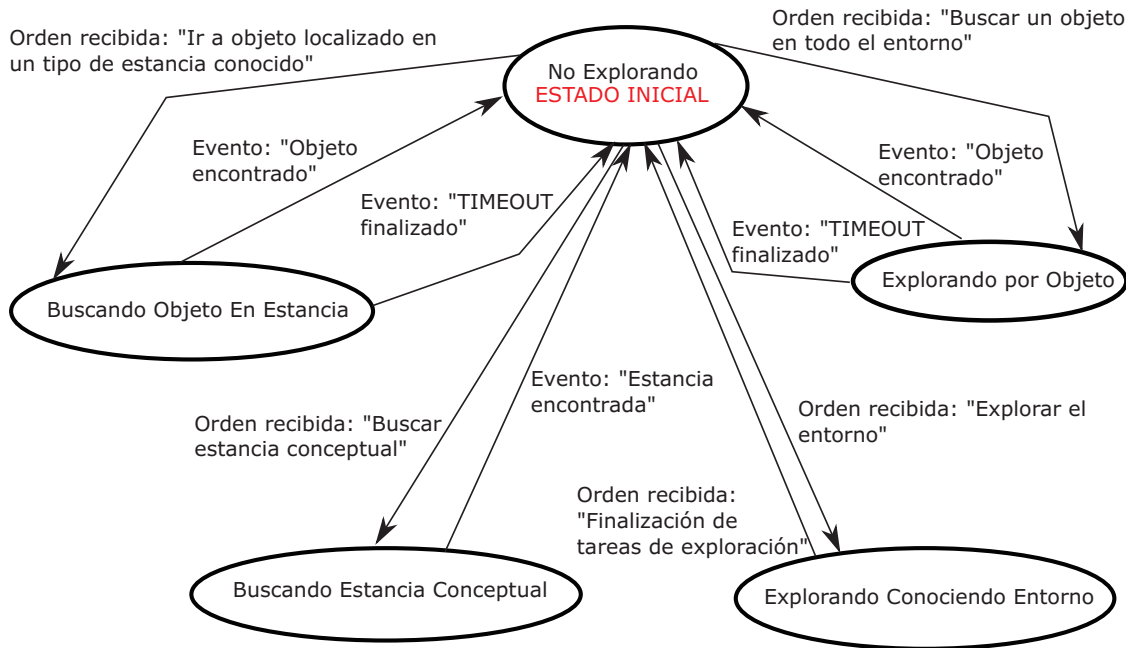 Orden recibida: "Ir a objeto localizado en
un tipo de estancia conocido"
Orden recibida: "Buscar un objeto
en todo el entorno"
No Explorando
ESTADO INICIAL
Evento: "Objeto
encontrado"
Evento: "TIMEOUT
finalizado"
Evento: "Objeto
encontrado"
Evento: "TIMEOUT
finalizado"
Buscando Objeto En Estancia
Explorando por Objeto
Evento: "Estancia
encontrada"
Orden recibida: "Buscar
estancia conceptual"
Orden recibida: "Explorar el
entorno"
Orden recibida:
"Finalización de
tareas de exploración"
Buscando Estancia Conceptual
Explorando Conociendo Entorno